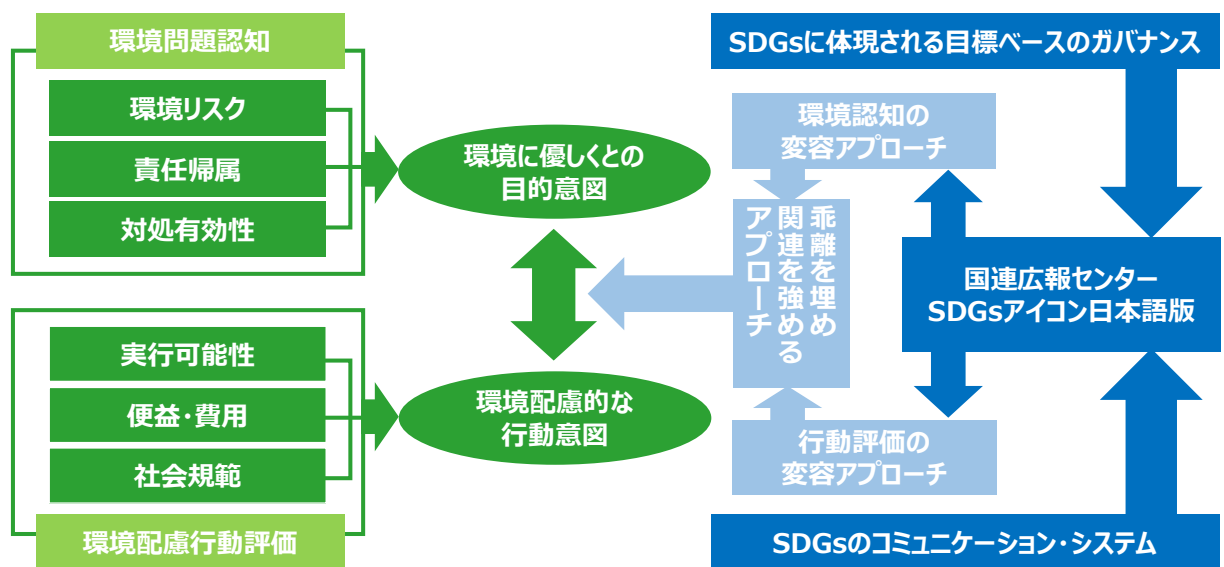 環境問題認知
環境リスク
責任帰属
対処有効性
環境に優しくとの
目的意図
実行可能性
便益・費用
社会規範
環境配慮行動評価
環境配慮的な
行動意図
SDGsに体現される目標ベースのガバナンス
環境認知の
変容アプローチ
乖離を埋め
関連を強める
アプローチ
行動評価の
変容アプローチ
国連広報センター
SDGsアイコン日本語版
SDGsのコミュニケーション・システム